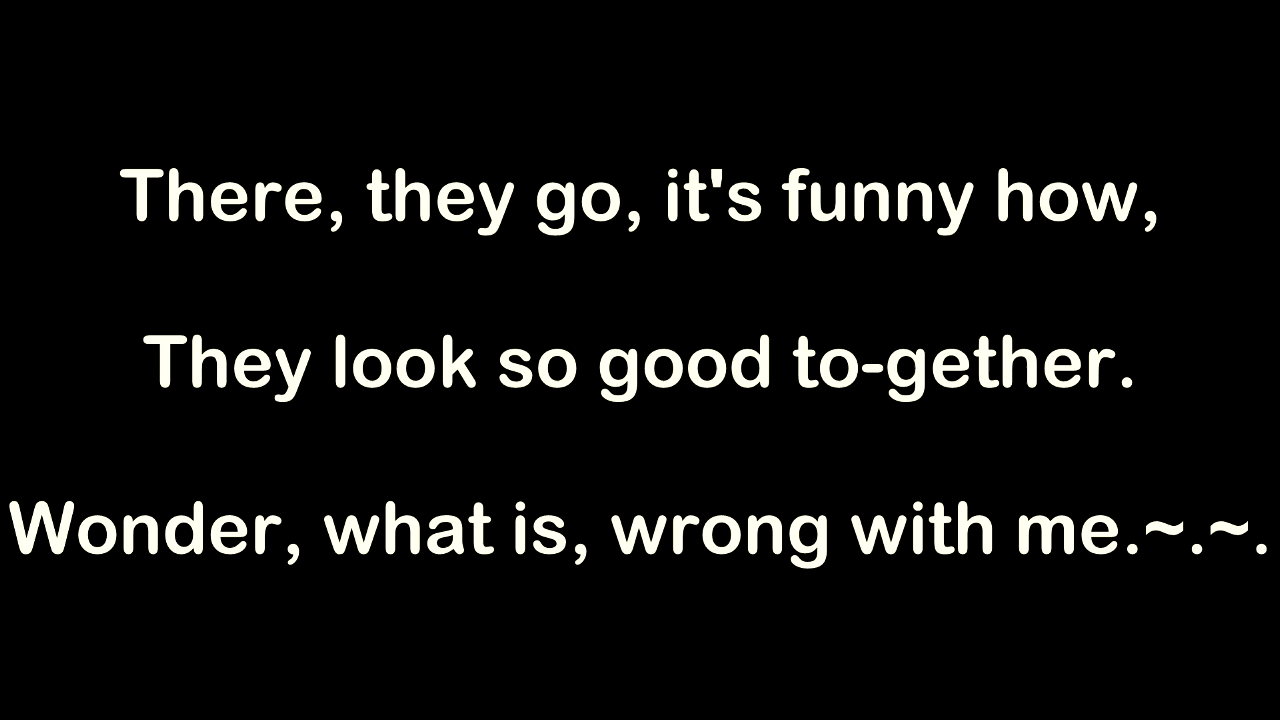 There, they go, it's funny how,
They look so good to-gether.
Wonder, what is, wrong with me.~.~.